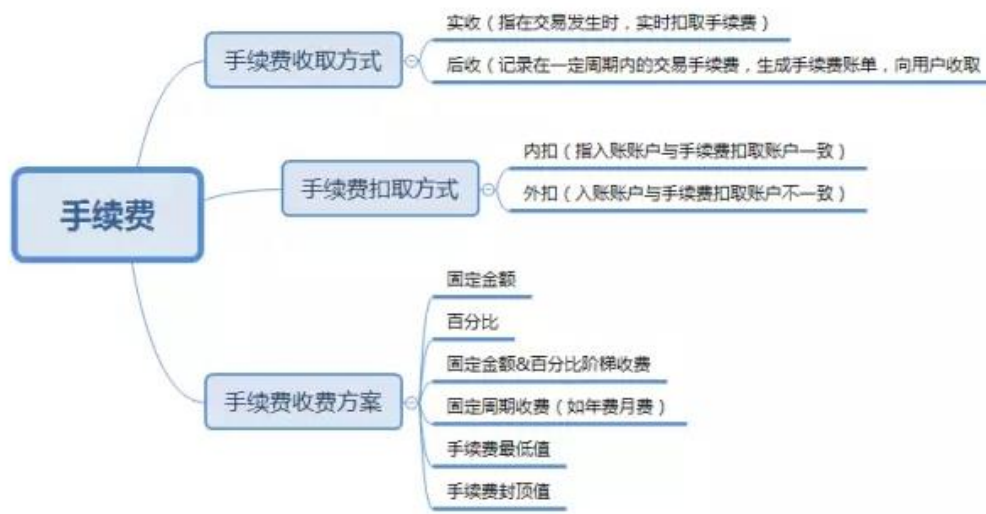 手续费
手续费收取方式
实收（指在交易发生时，实时扣取手续费）
后收（记录在一定周期内的交易手续费，生成手续费账单，向用户收取
手续费扣取方式
内扣（指入账账户与手续费扣取账户一致）
外扣（入账账户与手续费扣取账户不一致）
手续费收费方案
固定金额
百分比
固定金额&百分比阶梯收费
固定周期收费（如年费月费）
手续费最低值
手续费封顶值